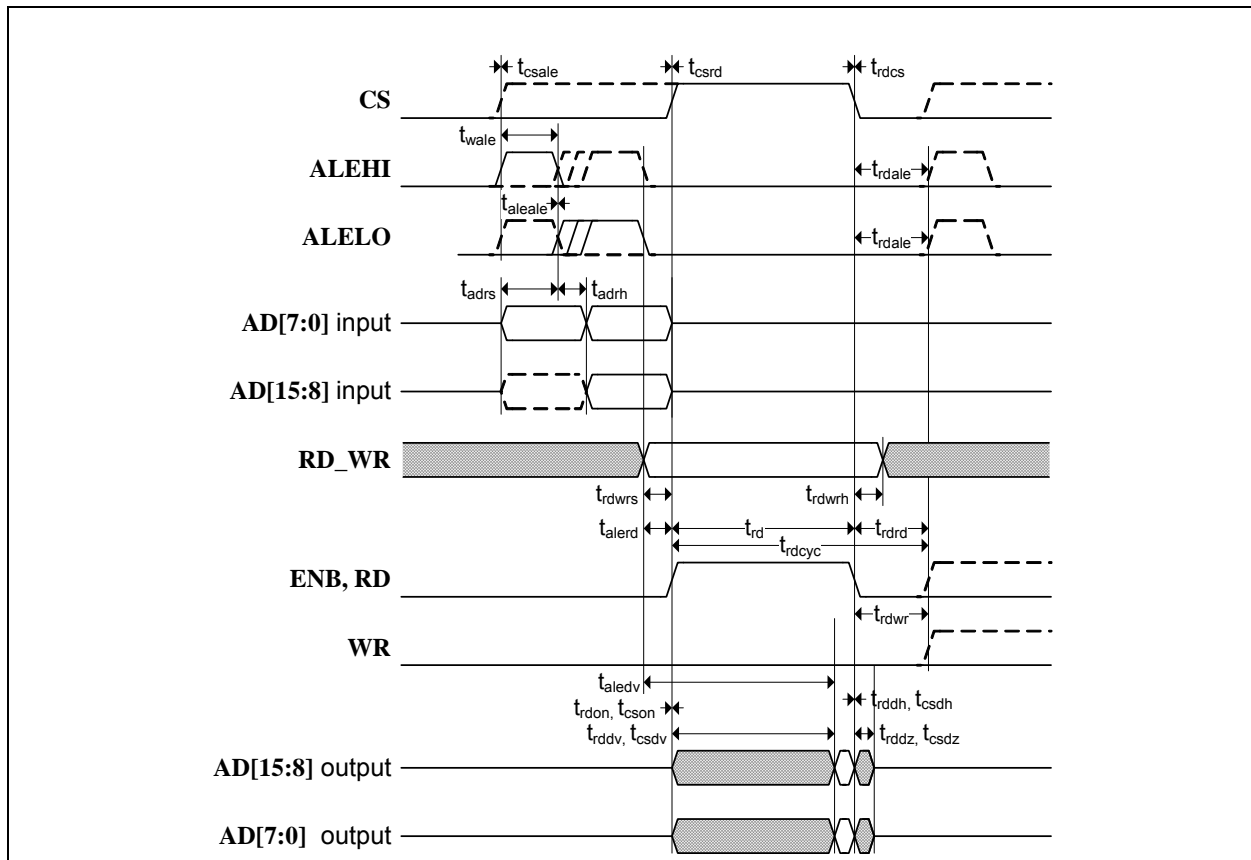 tcsale tcsrd trdcs
CS
twale
ALEHI trdale
taleale
ALELO trdale
tadrs tadrh
AD[7:0] input
AD[15:8] input
RD_WR
trdwrs trdwrh
talerd trd trdrd
trdcyc
ENB, RD
trdwr
WR
taledv
trdon, tcson trddh, tcsdh
trddv, tcsdv trddz, tcsdz
AD[15:8] output
AD[7:0] output